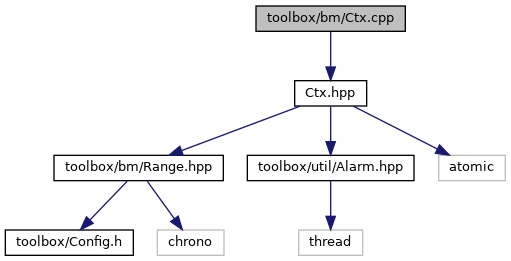 toolbox/bm/Ctx.cpp
Ctx.hpp
toolbox/bm/Range.hpp
toolbox/util/Alarm.hpp
atomic
toolbox/Config.h
chrono
thread